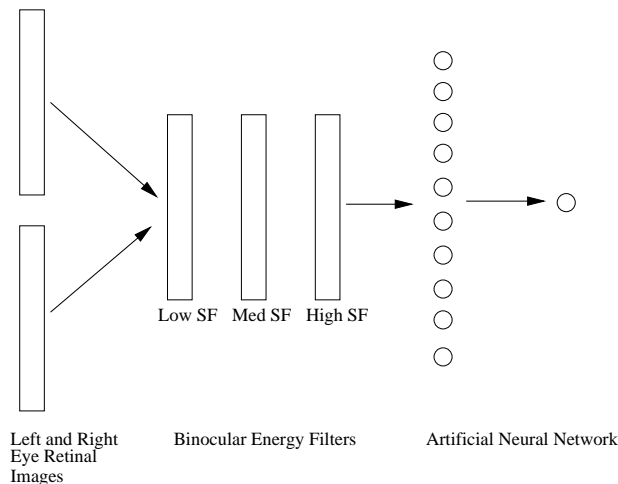 Low SF Med SF High SF
Left and Right
Eye Retinal
Images
Binocular Energy Filters
Artificial Neural Network